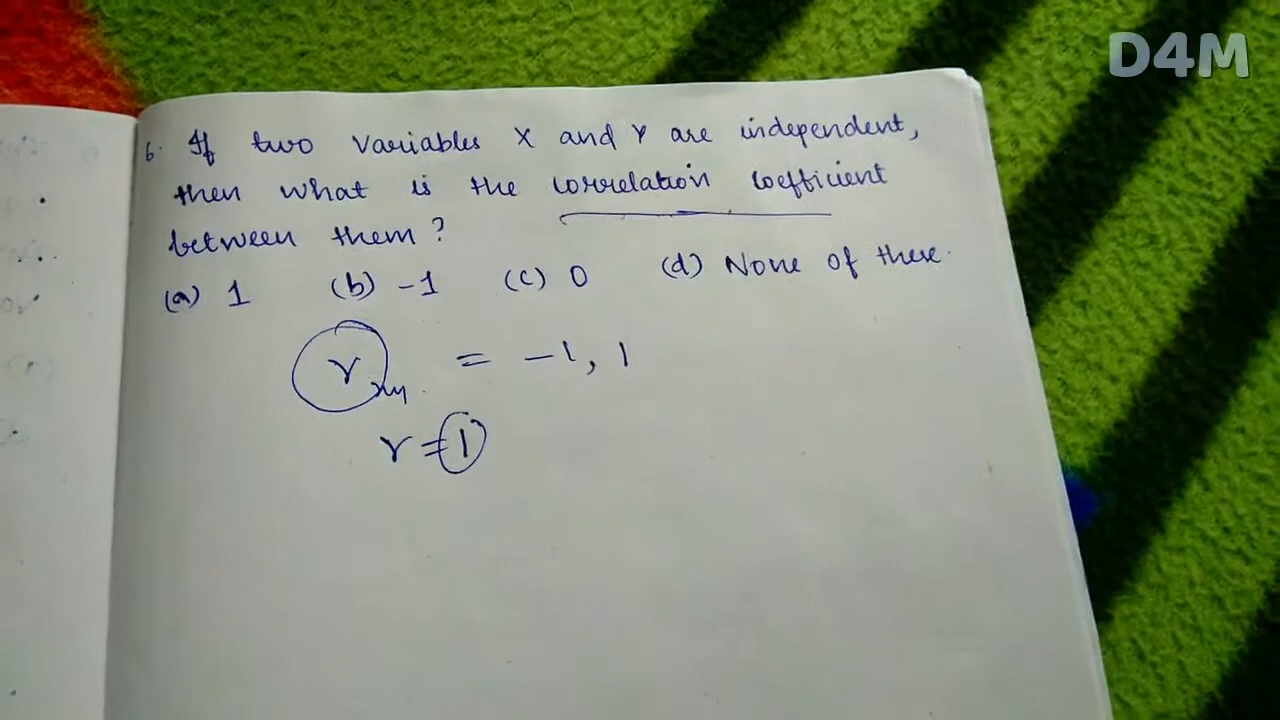 D4M
6. If two variables X and Y are independent,
then what is the correlation coefficient
between them?
(a) 1 (b) -1 (c) 0 (d) None of these.
r xy. = -1, 1
r = 1